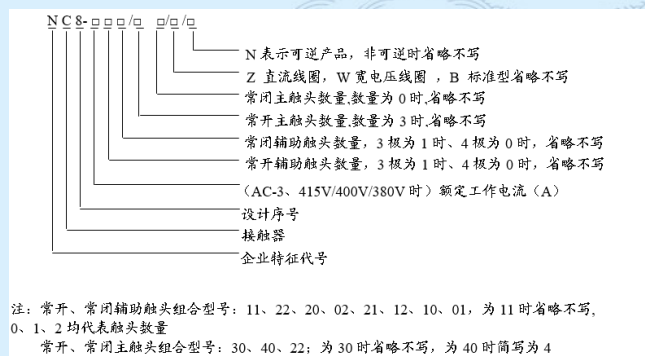 NC8-□□□/□ □/□/□
N表示可逆产品，非可逆时省略不写
Z 直流线圈，W 宽电压线圈 ，B 标准型省略不写
常闭主触头数量,数量为 0 时,省略不写
常开主触头数量,数量为 3 时,省略不写
常闭辅助触头数量，3 极为 1 时、4 极为 0 时，省略不写
常开辅助触头数量，3 极为 1 时、4 极为 0 时，省略不写
（AC-3、415V/400V/380V 时）额定工作电流（A）
设计序号
接触器
企业特征代号
注：常开、常闭辅助触头组合型号：11、22、20、02、21、12、10、01，为 11 时省略不写,
0、1、2 均代表触头数量
常开、常闭主触头组合型号：30、40、22；为 30 时省略不写，为 40 时简写为 4